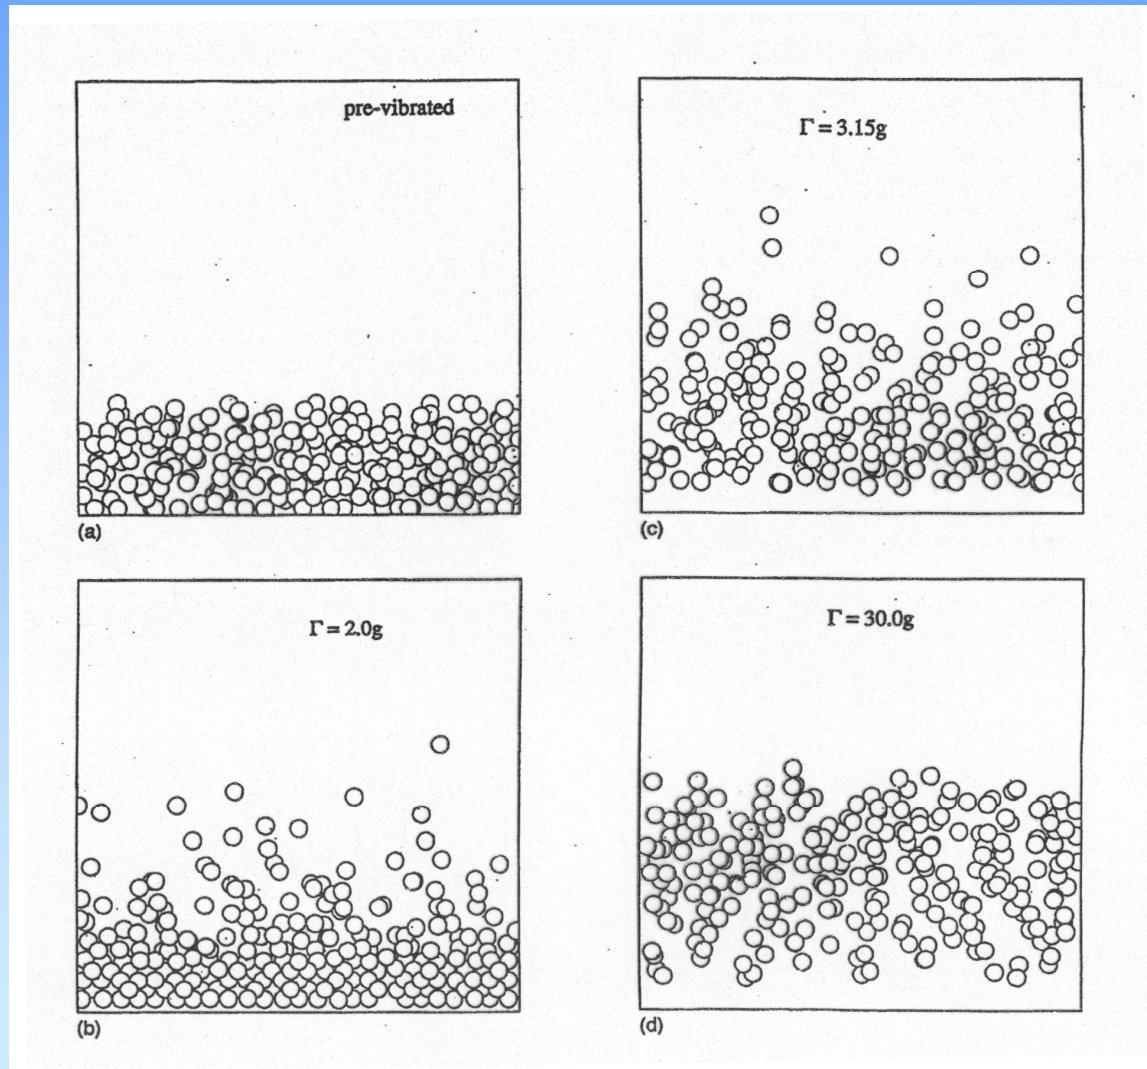 pre-vibrated
(a)
Γ = 2.0g
(b)
Γ = 3.15g
(c)
Γ = 30.0g
(d)